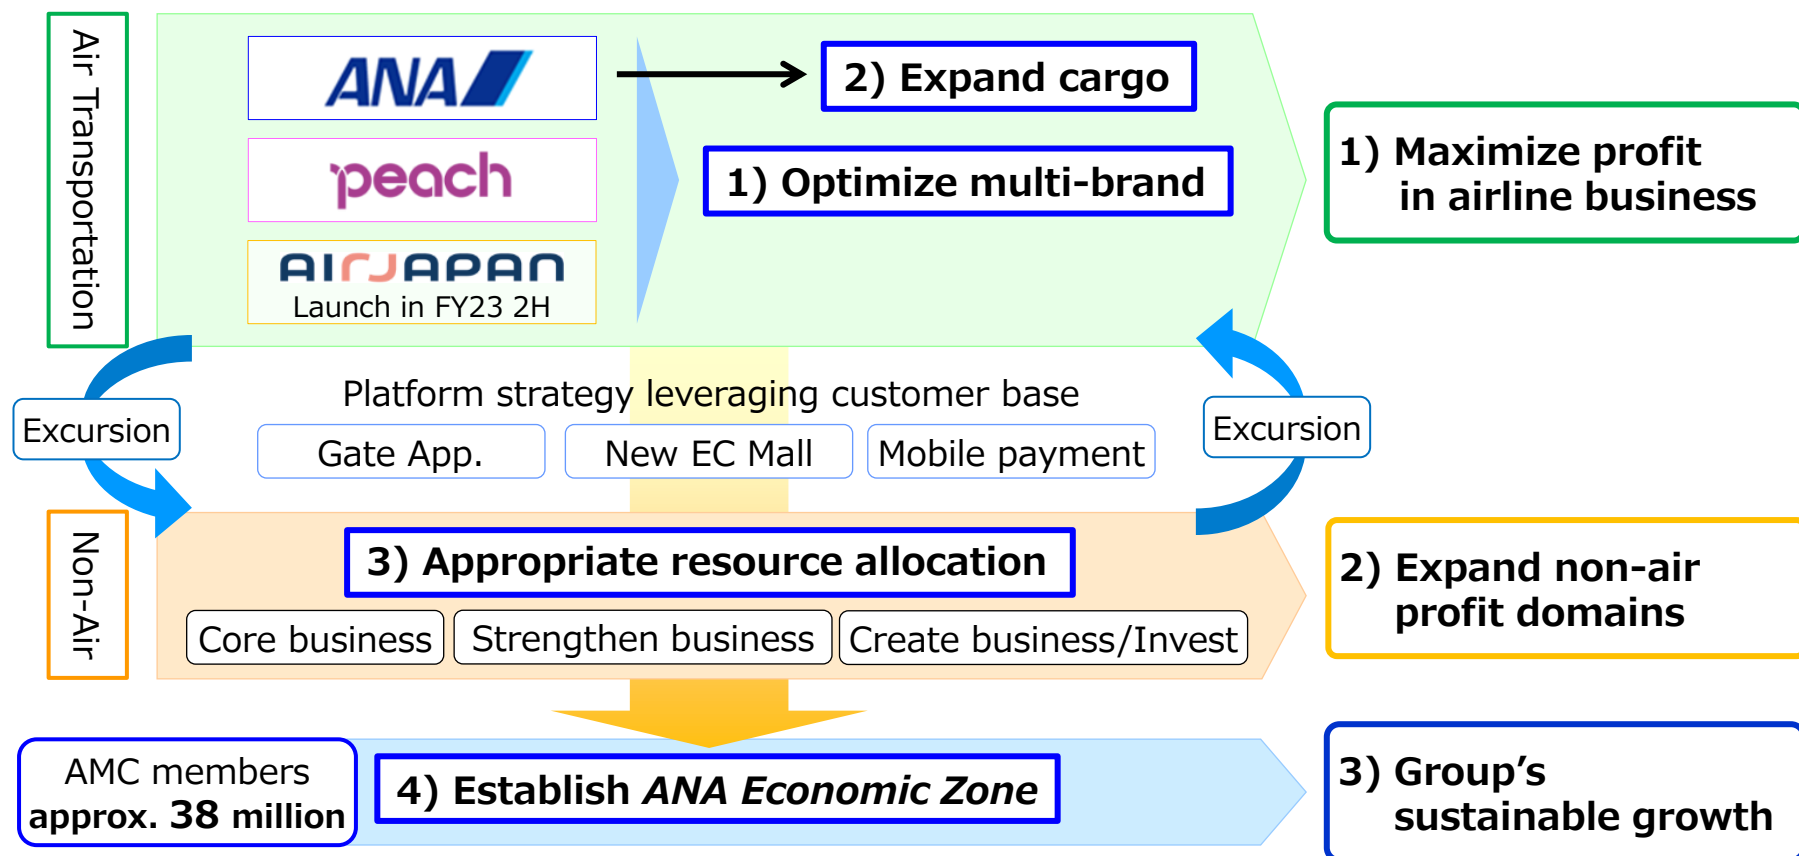 Air Transportation
ANA
2) Expand cargo
peach
1) Optimize multi-brand
AIRJAPAN
Launch in FY23 2H
1) Maximize profit
in airline business
Platform strategy leveraging customer base
Excursion
Gate App.
New EC Mall
Mobile payment
Excursion
Non-Air
3) Appropriate resource allocation
Core business
Strengthen business
Create business/Invest
2) Expand non-air
profit domains
AMC members
approx. 38 million
4) Establish ANA Economic Zone
3) Group’s
sustainable growth